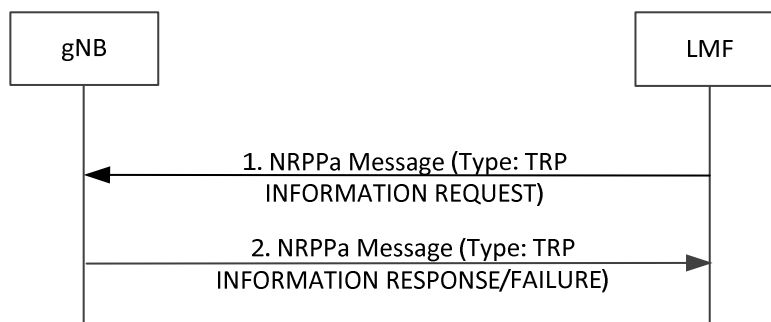 gNB
LMF
1. NRPPa Message (Type: TRP
INFORMATION REQUEST)
2. NRPPa Message (Type: TRP
INFORMATION RESPONSE/FAILURE)